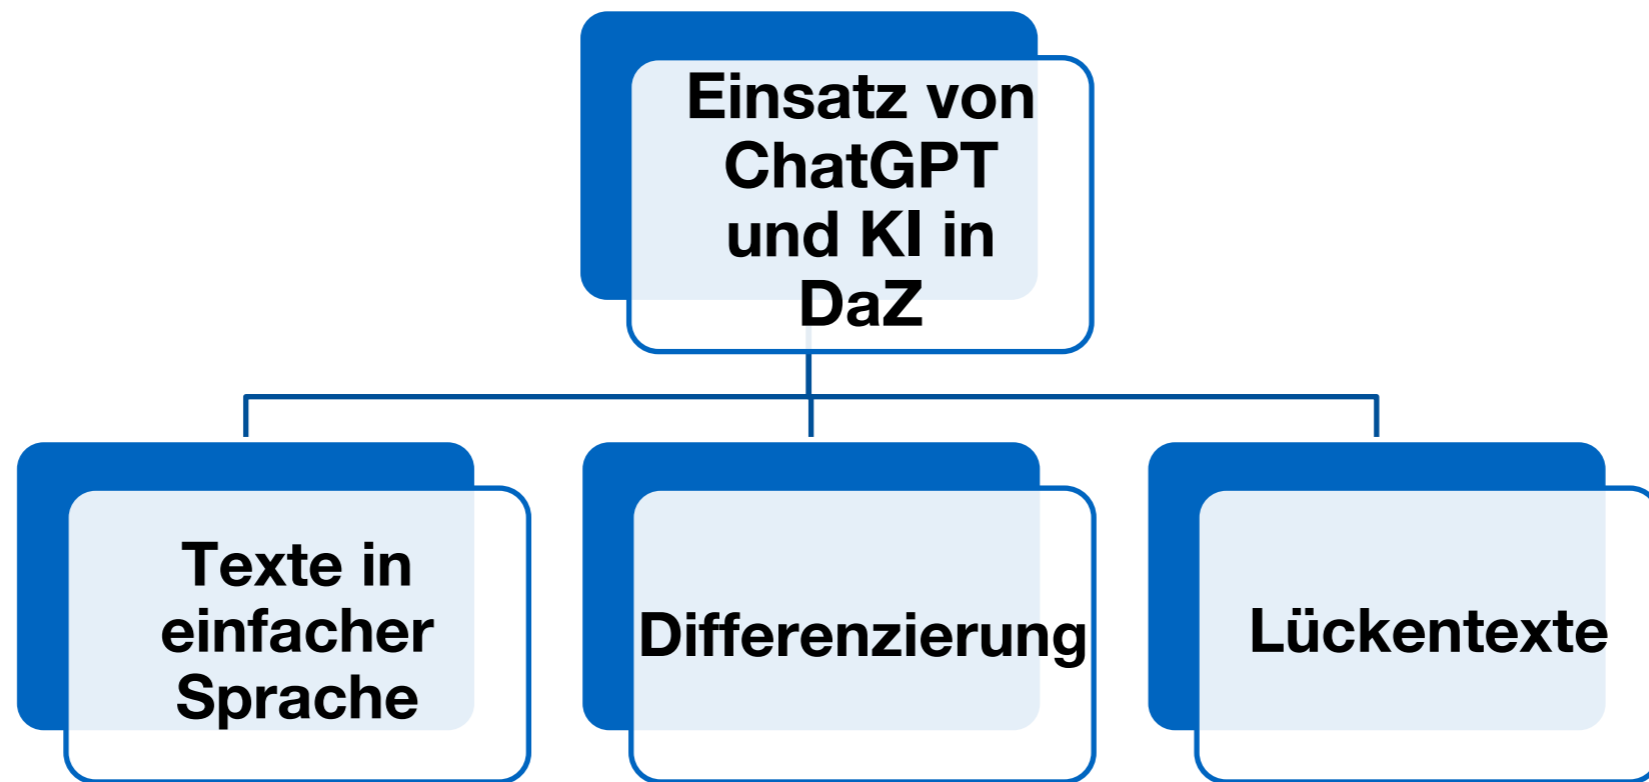 Einsatz von
ChatGPT
und KI in
DaZ
Texte in
einfacher
Sprache
Differenzierung
Lückentexte